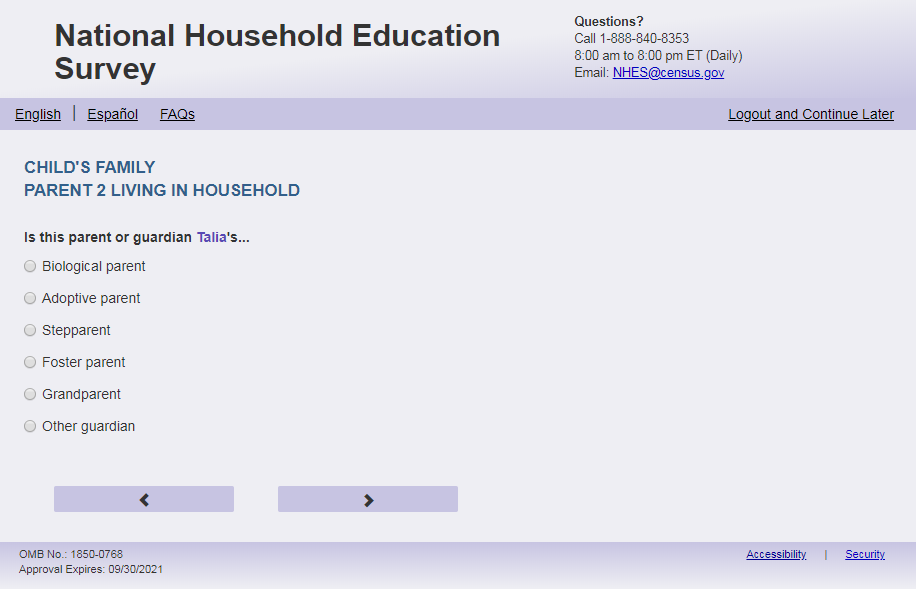 National Household Education
Survey
Questions?
Call 1-888-840-8353
8:00 am to 8:00 pm ET (Daily)
Email: NHES@census.gov
English | Español FAQs Logout and Continue Later
CHILD'S FAMILY
PARENT 2 LIVING IN HOUSEHOLD
Is this parent or guardian Talia's...
Biological parent
Adoptive parent
Stepparent
Foster parent
Grandparent
Other guardian
OMB No.: 1850-0768
Approval Expires: 09/30/2021
Accessibility | Security